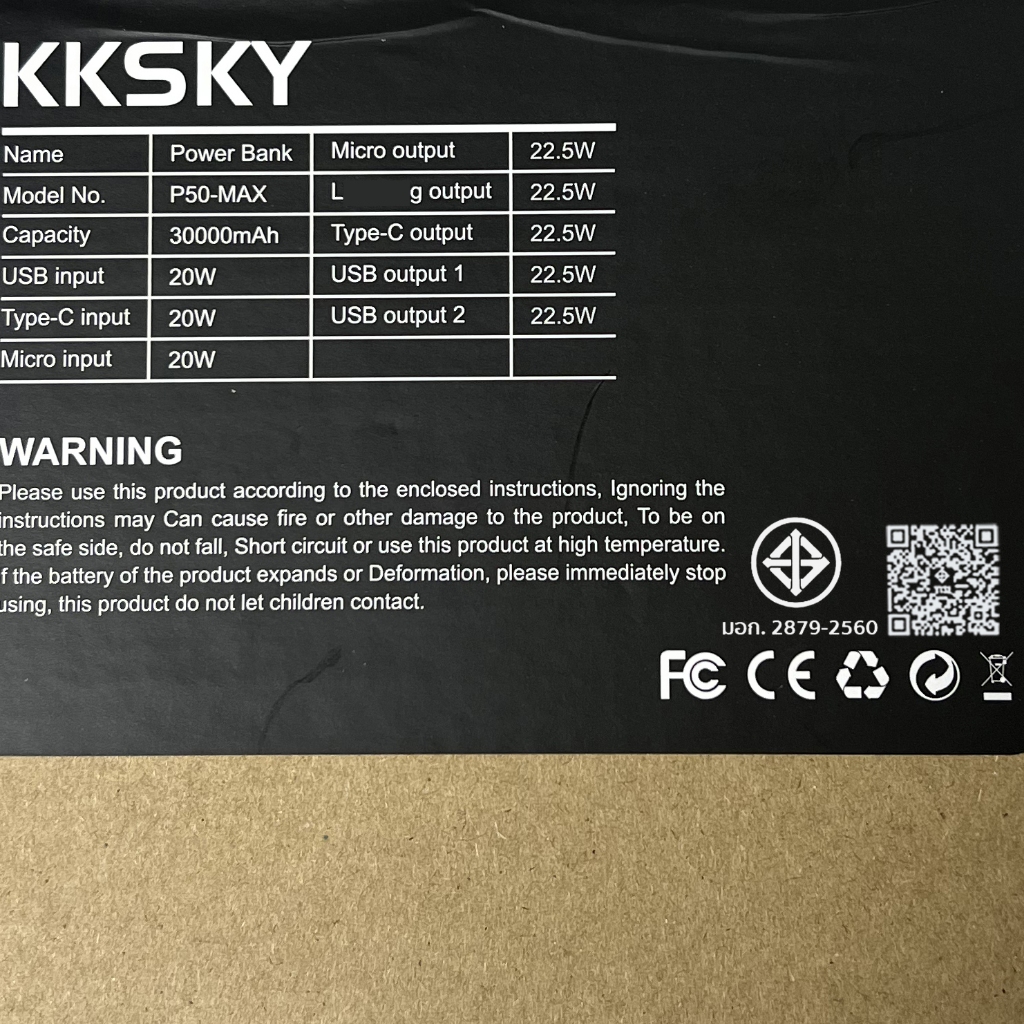 KKSKY
Name Power Bank Micro output 22.5W
Model No. P50-MAX L g output 22.5W
Capacity 30000mAh Type-C output 22.5W
USB input 20W USB output 1 22.5W
Type-C input 20W USB output 2 22.5W
Micro input 20W
WARNING
Please use this product according to the enclosed instructions, Ignoring the
instructions may Can cause fire or other damage to the product, To be on
the safe side, do not fall, Short circuit or use this product at high temperature.
If the battery of the product expands or Deformation, please immediately stop
using, this product do not let children contact.
มอก. 2879-2560
FC CE